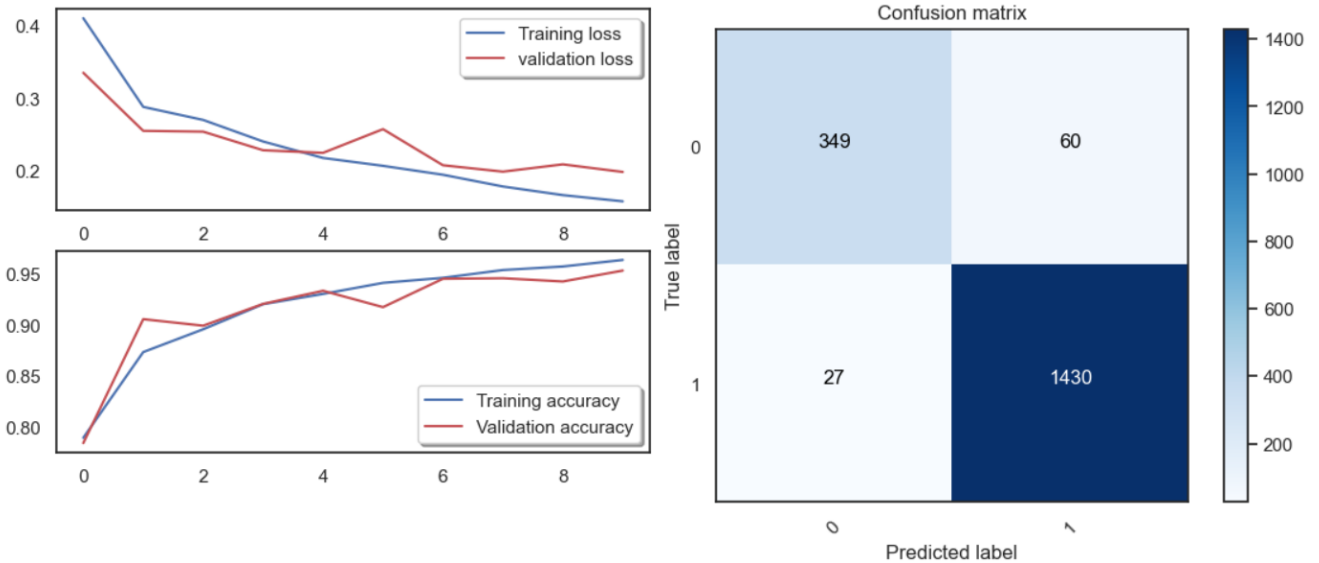 0.4
0.3
0.2
Training loss
validation loss
0 2 4 6 8
0.95
0.90
0.85
0.80
Training accuracy
Validation accuracy
0 2 4 6 8
Confusion matrix
True label
0
1
349 60
27 1430
0 1
Predicted label
1400
1200
1000
800
600
400
200